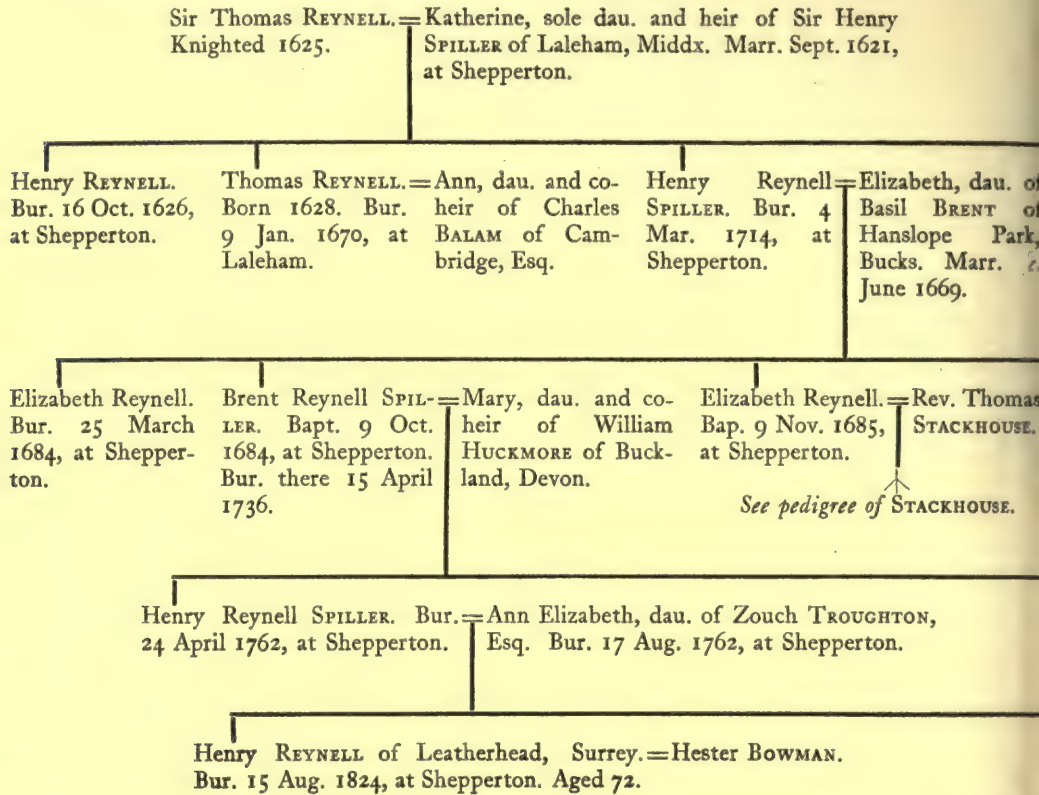 Sir Thomas REYNELL. = Katherine, sole dau. and heir of Sir Henry
Knighted 1625. SPILLER of Laleham, Middx. Marr. Sept. 1621,
at Shepperton.
Henry REYNELL.
Bur. 16 Oct. 1626,
at Shepperton.
Thomas REYNELL. =
Born 1628. Bur.
9 Jan. 1670, at
Laleham.
Ann, dau. and co-
heir of Charles
BALAM of Cam-
bridge, Esq.
Henry Reynell =
SPILLER. Bur. 4
Mar. 1714, at
Shepperton.
Elizabeth, dau. of
Basil BRENT of
Hanslope Park,
Bucks. Marr. c.
June 1669.
Elizabeth Reynell.
Bur. 25 March
1684, at Shepper-
ton.
Brent Reynell SPIL- =
LER. Bapt. 9 Oct.
1684, at Shepperton.
Bur. there 15 April
1736.
Mary, dau. and co-
heir of William
HUCKMORE of Buck-
land, Devon.
Elizabeth Reynell. =
Bap. 9 Nov. 1685,
at Shepperton.
Rev. Thomas
STACKHOUSE.
See pedigree of STACKHOUSE.
Henry Reynell SPILLER. Bur. =
24 April 1762, at Shepperton.
Ann Elizabeth, dau. of Zouch TROUGHTON,
Esq. Bur. 17 Aug. 1762, at Shepperton.
Henry REYNELL of Leatherhead, Surrey. = Hester BOWMAN.
Bur. 15 Aug. 1824, at Shepperton. Aged 72.